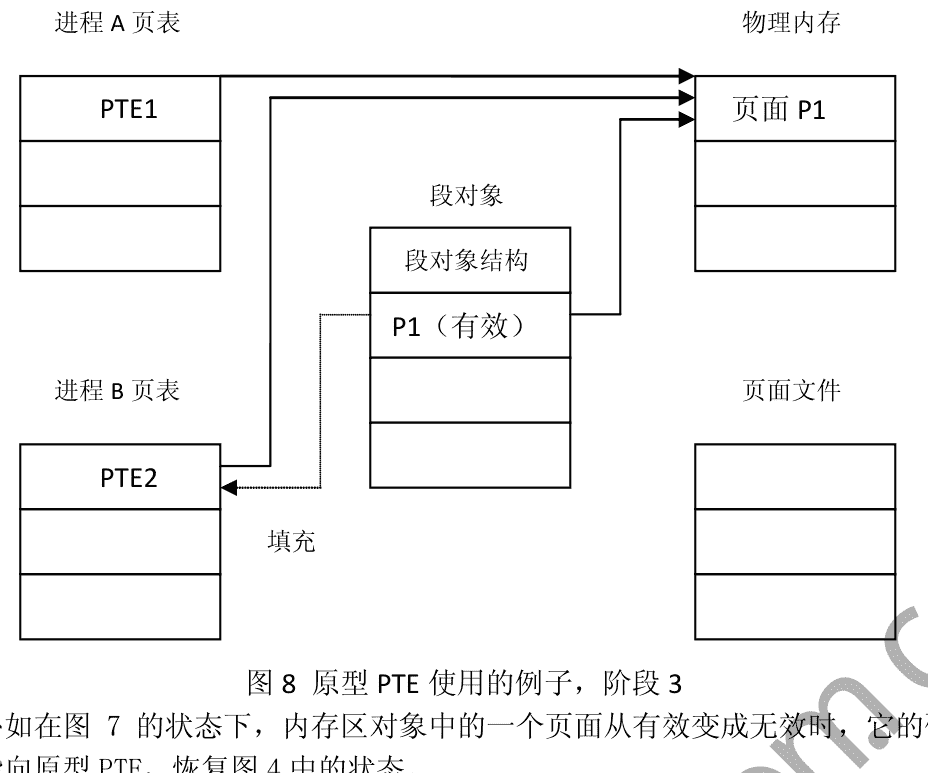 进程 A 页表
物理内存
PTE1
页面 P1
段对象
段对象结构
P1（有效）
进程 B 页表
页面文件
PTE2
填充
图 8 原型 PTE 使用的例子，阶段 3
如在图 7 的状态下，内存区对象中的一个页面从有效变成无效时，它的
向原型 PTE，恢复图 4 中的状态
om.c